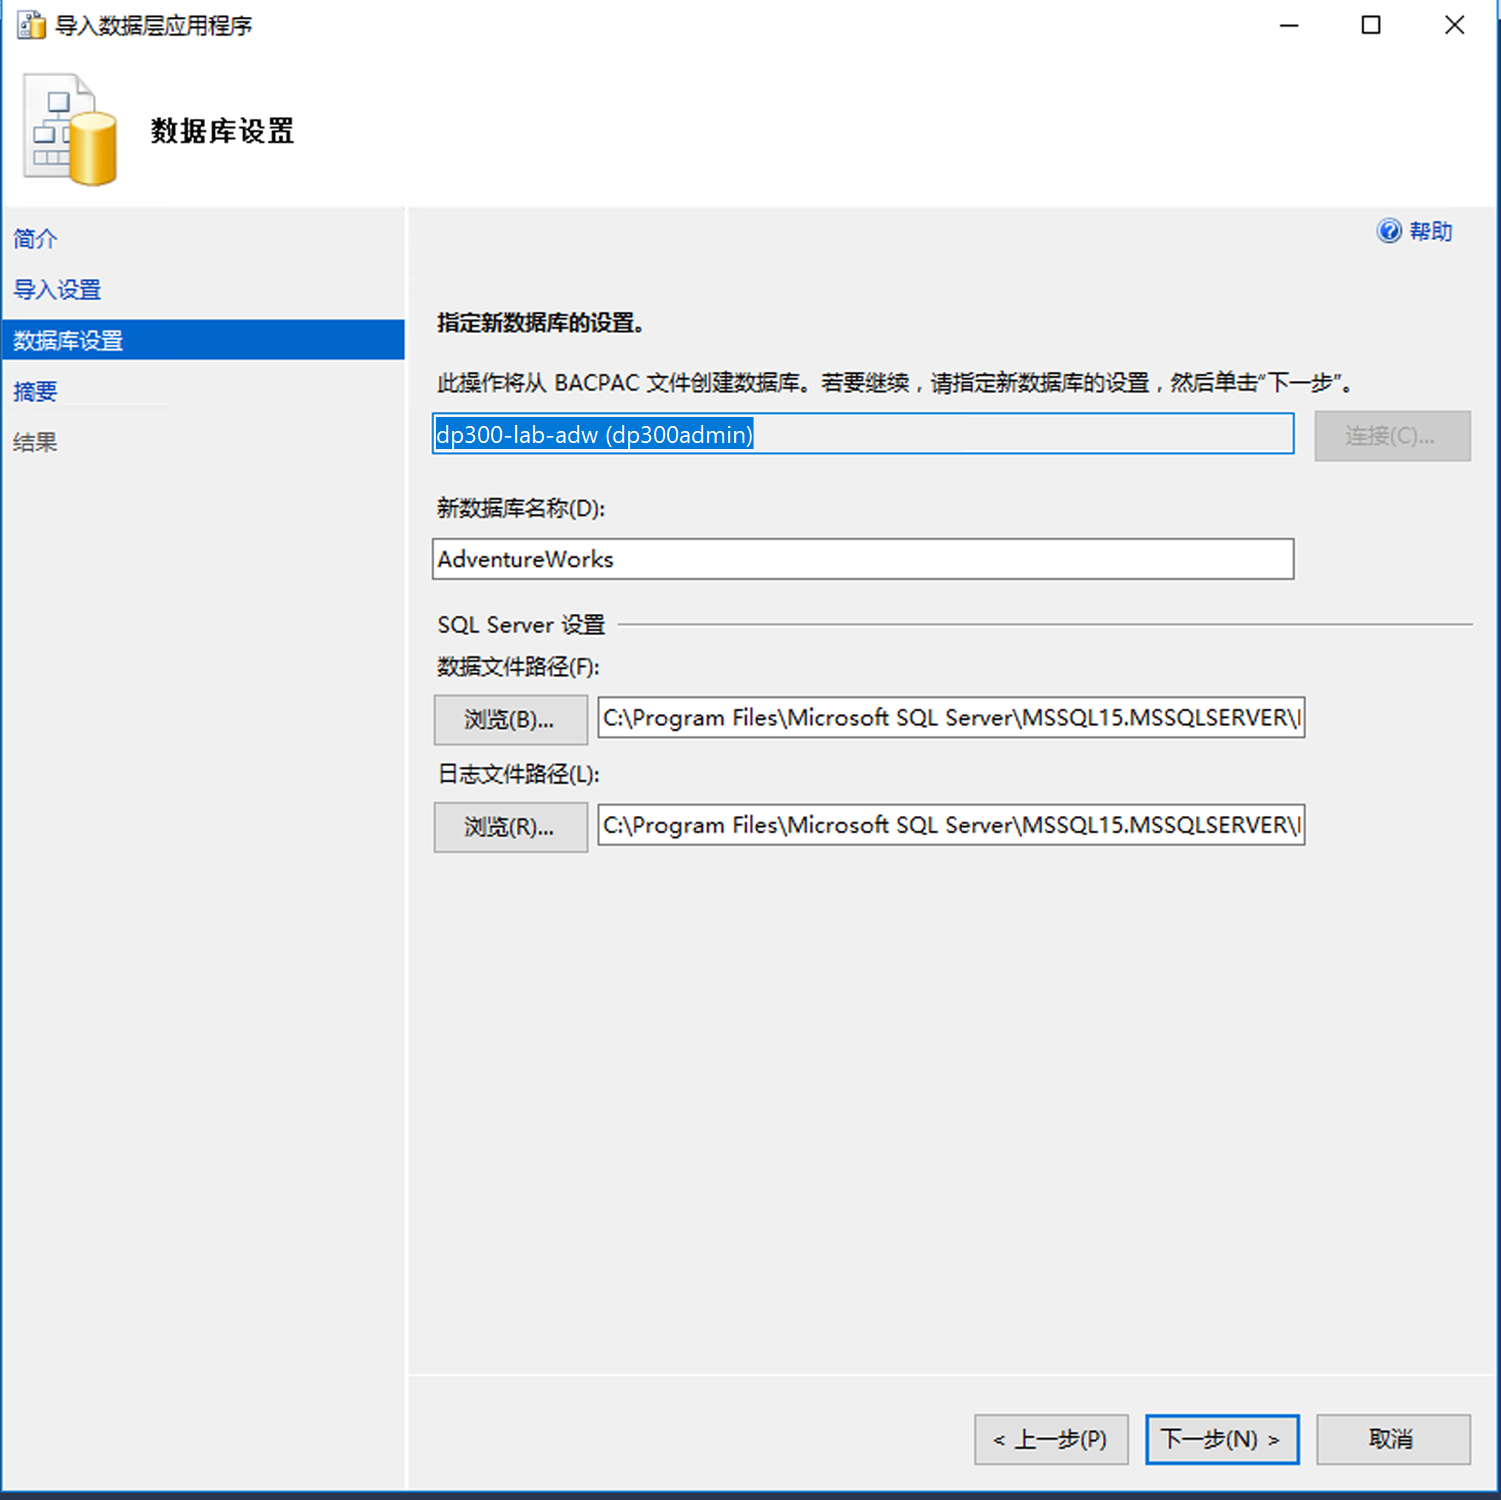 导入数据层应用程序
数据库设置
简介
导入设置
数据库设置
摘要
结果
帮助
指定新数据库的设置。
此操作将从 BACPAC 文件创建数据库。若要继续，请指定新数据库的设置，然后单击“下一步”。
dp300-lab-adw (dp300admin)
连接(C)...
新数据库名称(D):
AdventureWorks
SQL Server 设置
数据文件路径(F):
浏览(B)...
C:\Program Files\Microsoft SQL Server\MSSQL15.MSSQLSERVER\
日志文件路径(L):
浏览(R)...
C:\Program Files\Microsoft SQL Server\MSSQL15.MSSQLSERVER\
< 上一步(P)
下一步(N) >
取消